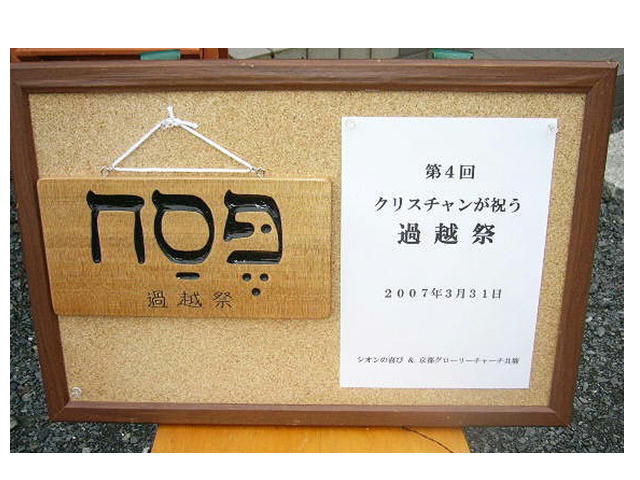 פֶּסַח
過越祭
第４回
クリスチャンが祝う
過越祭
２００７年３月３１日
シオンの喜び ＆ 京都グローリーチャーチ共催